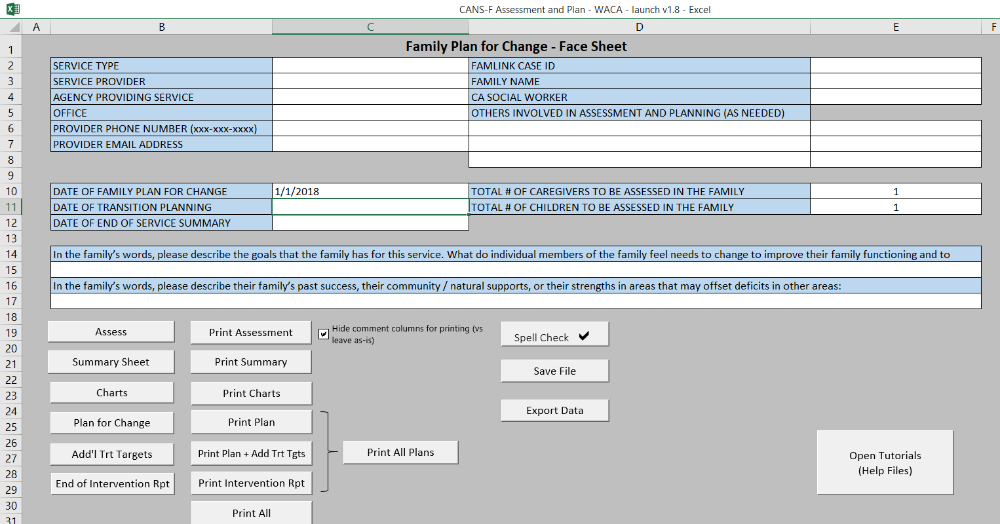 CANS-F Assessment and Plan - WACA - launch v1.8 - Excel
A B C D E F
1 Family Plan for Change - Face Sheet
2 SERVICE TYPE FAMLINK CASE ID
3 SERVICE PROVIDER FAMILY NAME
4 AGENCY PROVIDING SERVICE CA SOCIAL WORKER
5 OFFICE OTHERS INVOLVED IN ASSESSMENT AND PLANNING (AS NEEDED)
6 PROVIDER PHONE NUMBER (xxx-xxx-xxxx)
7 PROVIDER EMAIL ADDRESS
8
9
10 DATE OF FAMILY PLAN FOR CHANGE 1/1/2018 TOTAL # OF CAREGIVERS TO BE ASSESSED IN THE FAMILY 1
11 DATE OF TRANSITION PLANNING TOTAL # OF CHILDREN TO BE ASSESSED IN THE FAMILY 1
12 DATE OF END OF SERVICE SUMMARY
13
14 In the family's words, please describe the goals that the family has for this service. What do individual members of the family feel needs to change to improve their family functioning and to
15
16 In the family's words, please describe their family's past success, their community / natural supports, or their strengths in areas that may offset deficits in other areas:
17
18
19 Assess Print Assessment Hide comment columns for printing (vs
leave as-is) Spell Check
20
21 Summary Sheet Print Summary Save File
22
23 Charts Print Charts
24 Export Data
25 Plan for Change Print Plan
26
27 Add'l Trt Targets Print Plan + Add Trt Tgts Print All Plans Open Tutorials
28 (Help Files)
29 End of Intervention Rpt Print Intervention Rpt
30
31 Print All